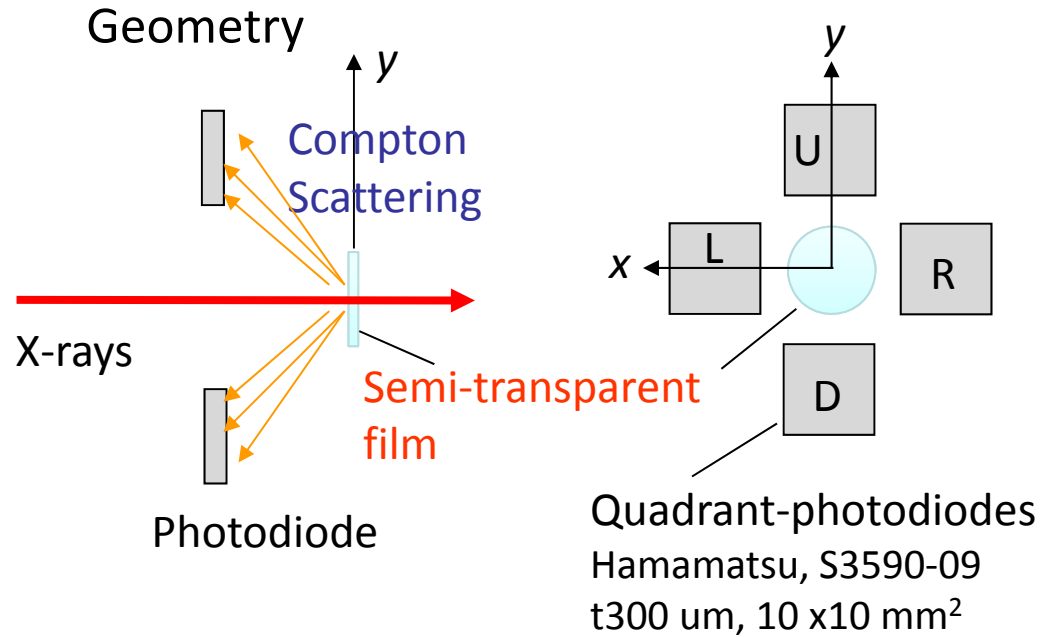 Geometry
y
Compton
Scattering
X-rays
Semi-transparent
film
Photodiode
y
U
x
L
R
D
Quadrant-photodiodes
Hamamatsu, S3590-09
t300 um, 10 x10 mm²